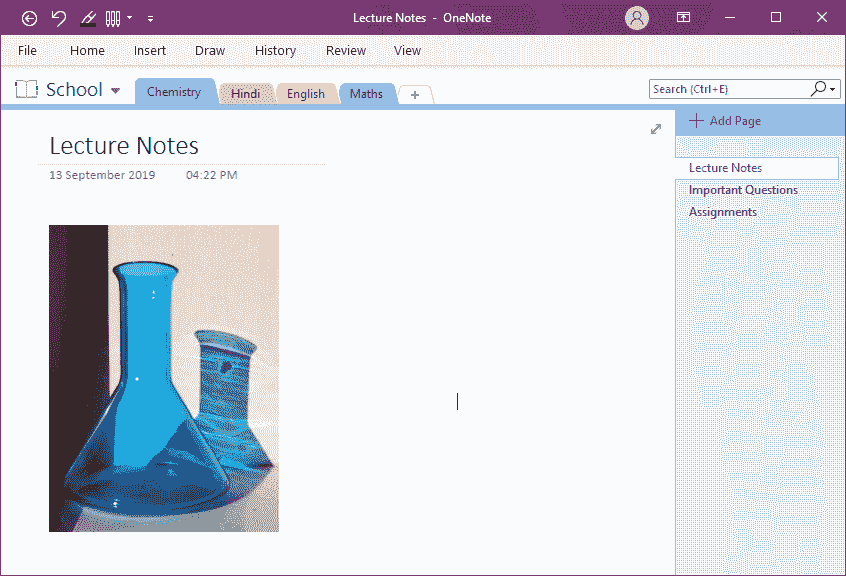 Lecture Notes - OneNote
File Home Insert Draw History Review View
School Chemistry Hindi English Maths + Search (Ctrl+E)
Add Page
Lecture Notes
13 September 2019 04:22 PM
Lecture Notes
Important Questions
Assignments